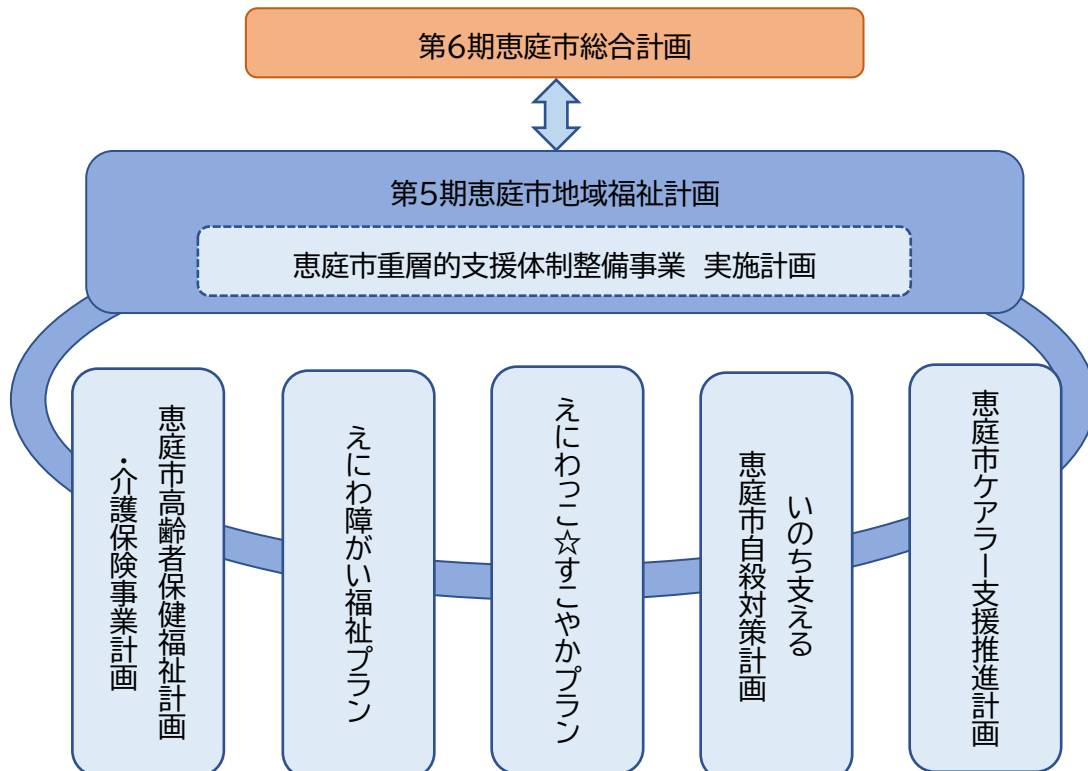 第6期恵庭市総合計画
第5期恵庭市地域福祉計画
恵庭市重層的支援体制整備事業 実施計画
恵庭市高齢者保健福祉計画
・介護保険事業計画
えにわ障がい福祉プラン
えにわっこ☆すこやかプラン
いのち支える
恵庭市自殺対策計画
恵庭市ケアラー支援推進計画